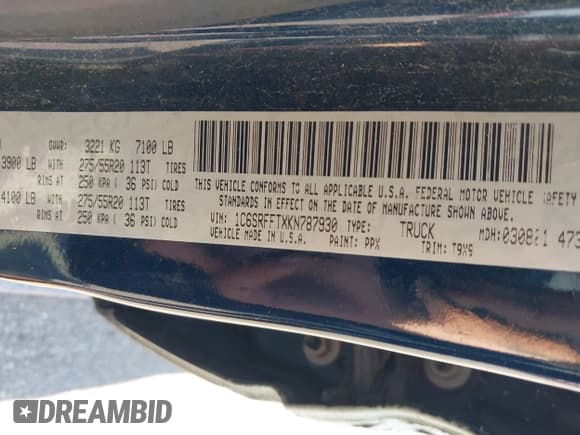 GVWR: 3221 KG 7100 LB
3900 LB WITH 275/55R20 113T TIRES
RIMS AT 250 KPA ( 36 PSI) COLD
4100 LB WITH 275/55R20 113T TIRES
RIMS AT 250 KPA ( 36 PSI) COLD
THIS VEHICLE CONFORMS TO ALL APPLICABLE U.S.A. FEDERAL MOTOR VEHICLE SAFETY
STANDARDS IN EFFECT ON THE DATE OF MANUFACTURE SHOWN ABOVE.
VIN: 1C6SRFFTXKN787930 TYPE: TRUCK MDH: 473
VEHICLE MADE IN U.S.A. PAINT: PPX TRIM: T9X9
DREAMBID